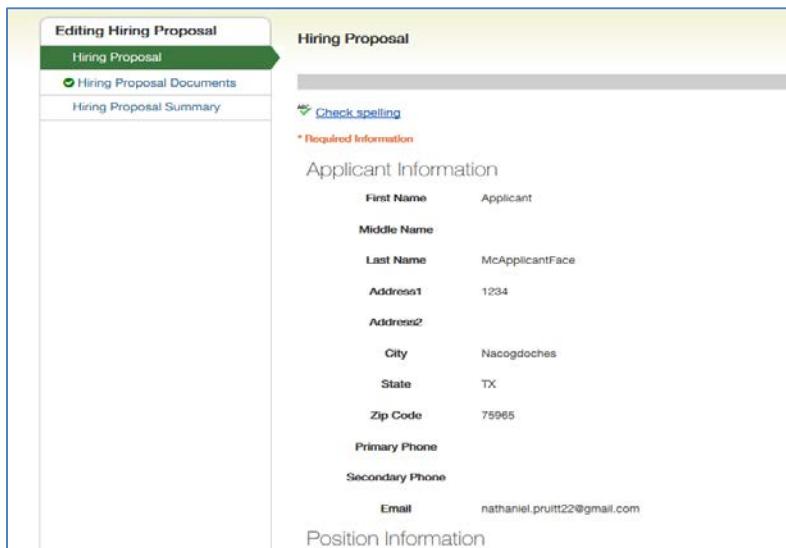 Editing Hiring Proposal
Hiring Proposal
Hiring Proposal Documents
Hiring Proposal Summary
Hiring Proposal
ABC Check spelling
* Required Information
Applicant Information
First Name Applicant
Middle Name
Last Name McApplicantFace
Address1 1234
Address2
City Nacogdoches
State TX
Zip Code 75965
Primary Phone
Secondary Phone
Email nathaniel.pruitt22@gmail.com
Position Information